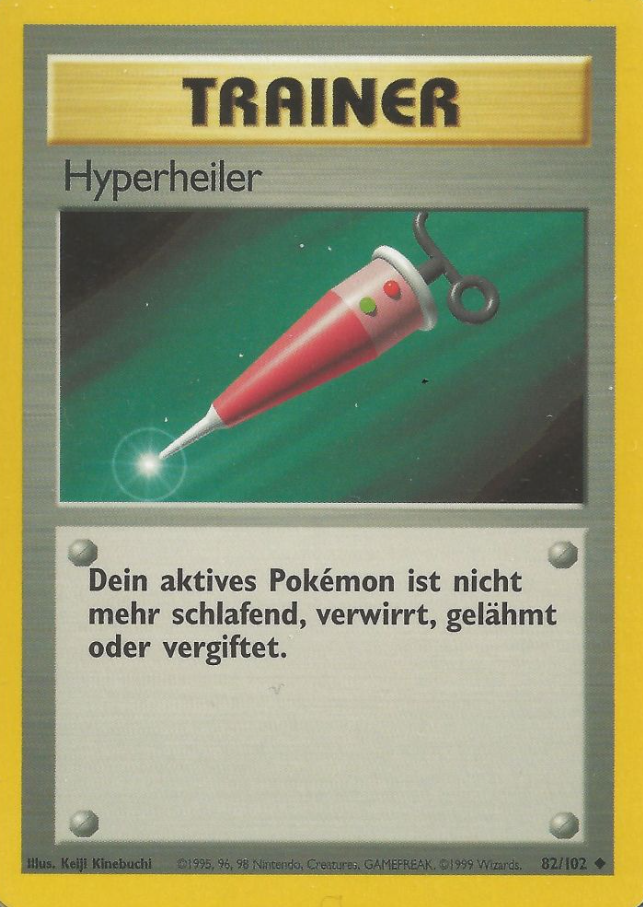 TRAINER
Hyperheiler
Dein aktives Pokémon ist nicht
mehr schlafend, verwirrt, gelähmt
oder vergiftet.
Illus. Keiji Kinebuchi ©1995, 96, 98 Nintendo, Creatures, GAMEFREAK, ©1999 Wizards. 82/102 ◆